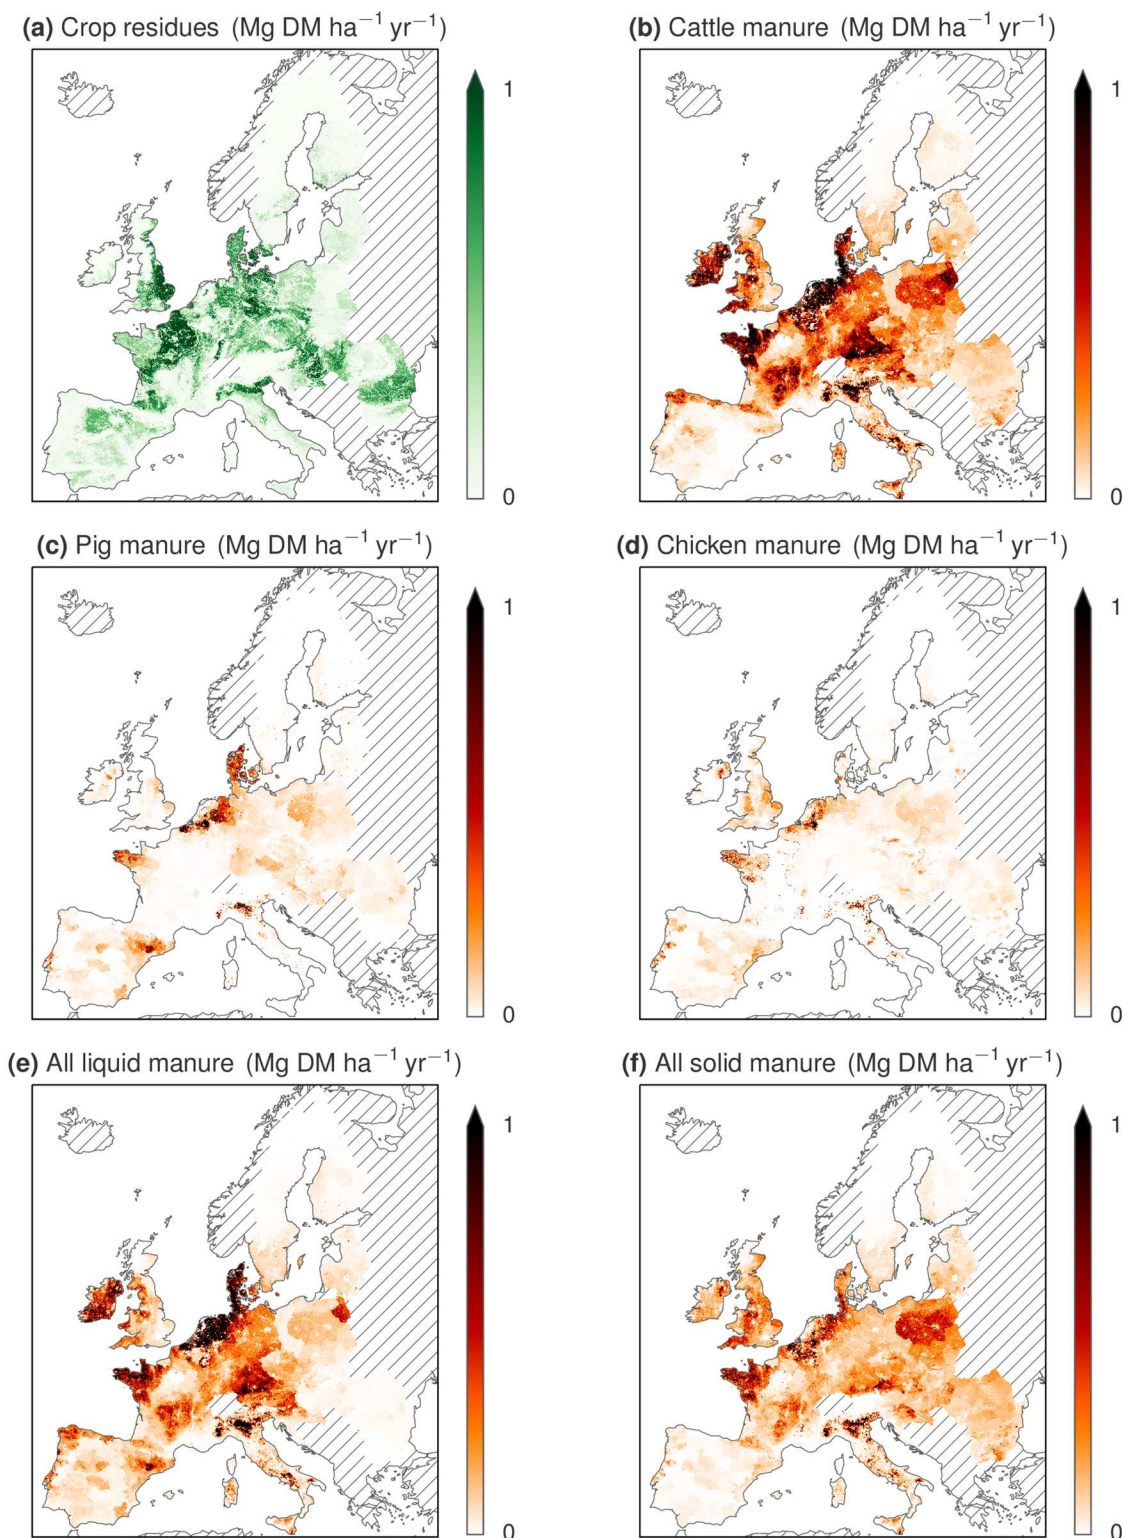 (a) Crop residues (Mg DM ha⁻¹ yr⁻¹)
(b) Cattle manure (Mg DM ha⁻¹ yr⁻¹)
1
0
1
0
(c) Pig manure (Mg DM ha⁻¹ yr⁻¹)
(d) Chicken manure (Mg DM ha⁻¹ yr⁻¹)
1
0
1
0
(e) All liquid manure (Mg DM ha⁻¹ yr⁻¹)
(f) All solid manure (Mg DM ha⁻¹ yr⁻¹)
1
0
1
0